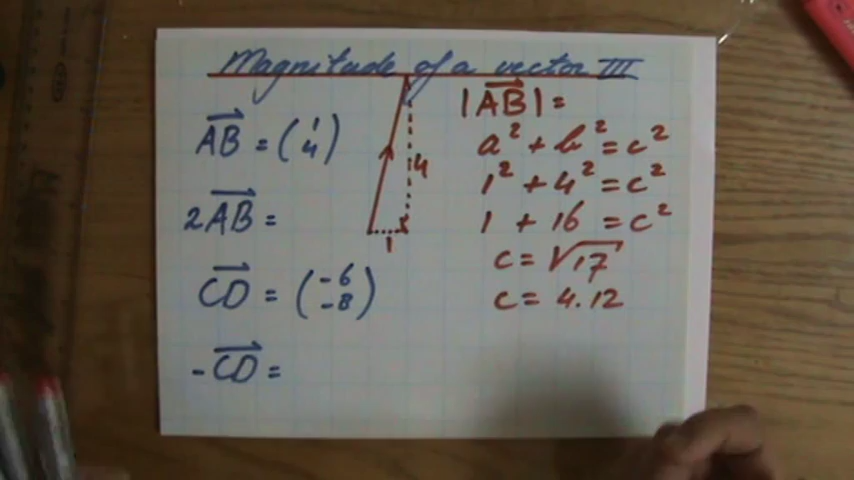 Magnitude of a vector III
AB = (1 4)
2AB =
CD = (-6 -8)
-CD =
4
1
|AB| =
a² + b² = c²
1² + 4² = c²
1 + 16 = c²
c = √17
c = 4.12